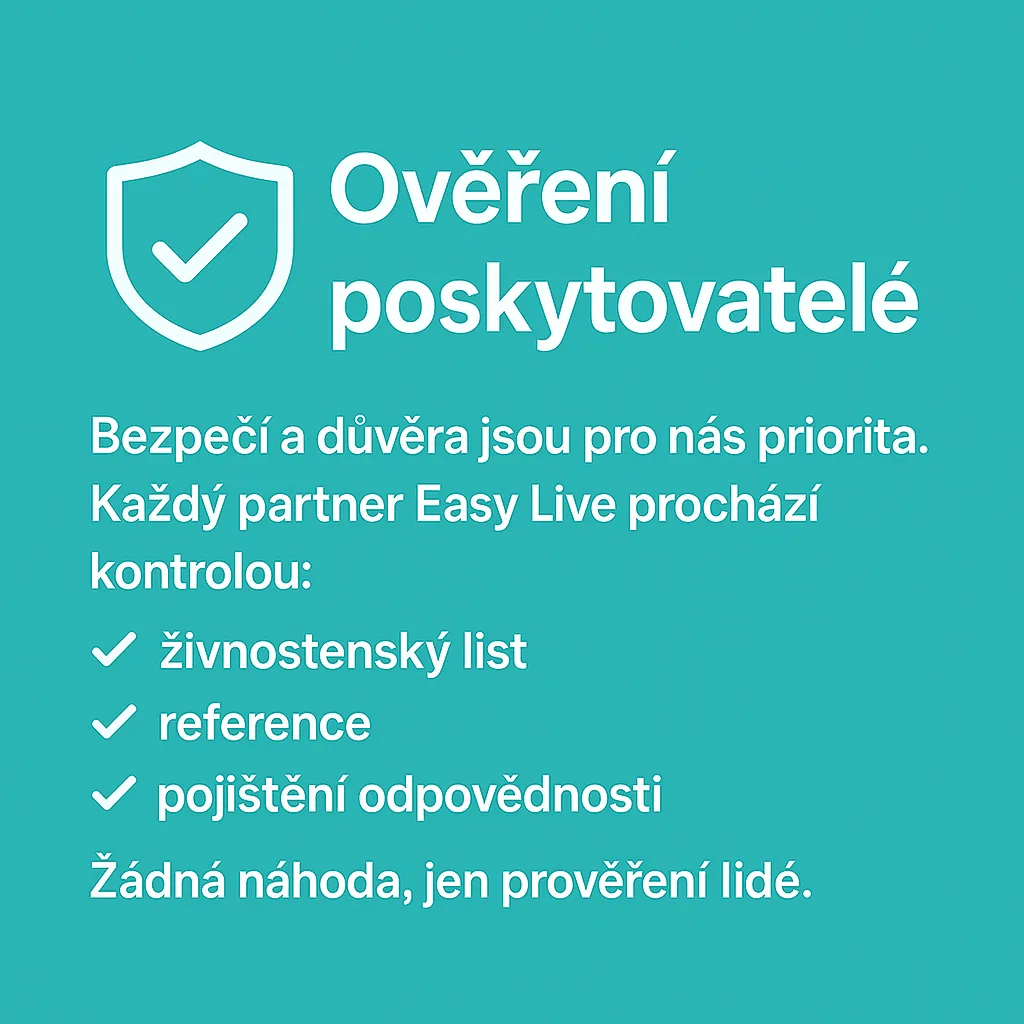 Ověření
poskytovatelé
Bezpečí a důvěra jsou pro nás priorita.
Každý partner Easy Live prochází
kontrolou:
živnostenský list
reference
pojištění odpovědnosti
Žádná náhoda, jen prověření lidé.